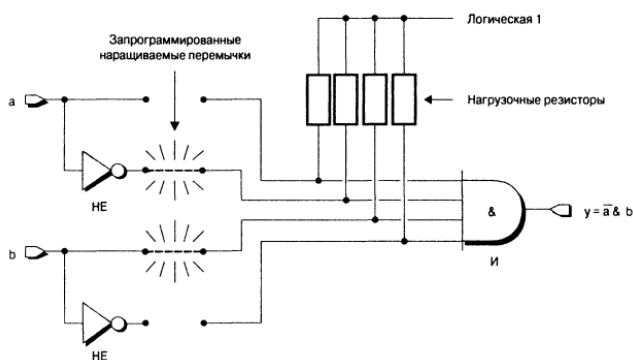 Логическая 1
Запрограммированные
наращиваемые перемычки
a
Нагрузочные резисторы
НЕ
&
y = a̅ & b
И
b
НЕ